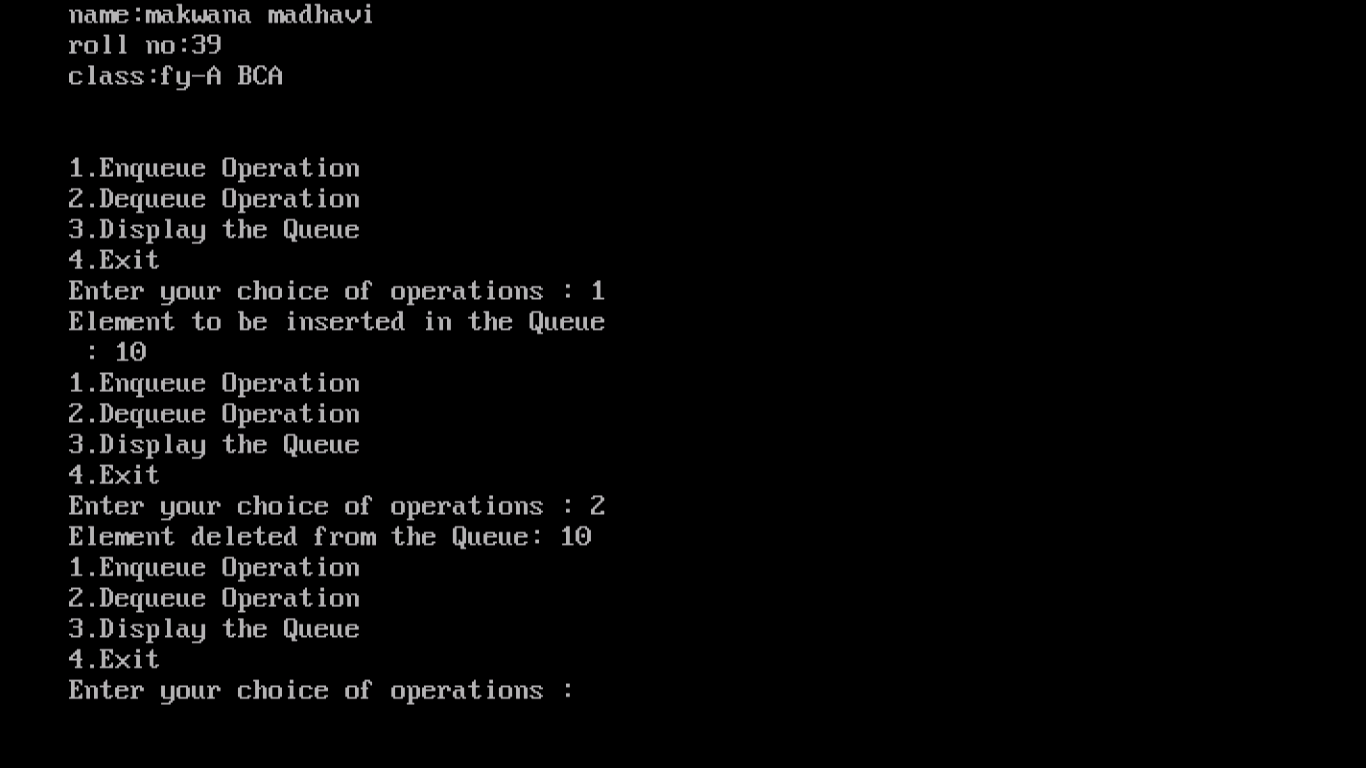 name:makwana madhavi
roll no:39
class:fy-A BCA
1.Enqueue Operation
2.Dequeue Operation
3.Display the Queue
4.Exit
Enter your choice of operations : 1
Element to be inserted in the Queue
 : 10
1.Enqueue Operation
2.Dequeue Operation
3.Display the Queue
4.Exit
Enter your choice of operations : 2
Element deleted from the Queue: 10
1.Enqueue Operation
2.Dequeue Operation
3.Display the Queue
4.Exit
Enter your choice of operations :